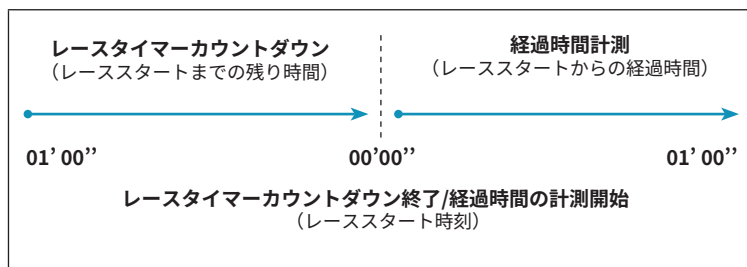 レースタイマーカウントダウン
（レーススタートまでの残り時間）
経過時間計測
（レーススタートからの経過時間）
01’ 00’’
00’00’’
01’ 00’’
レースタイマーカウントダウン終了/経過時間の計測開始
（レーススタート時刻）